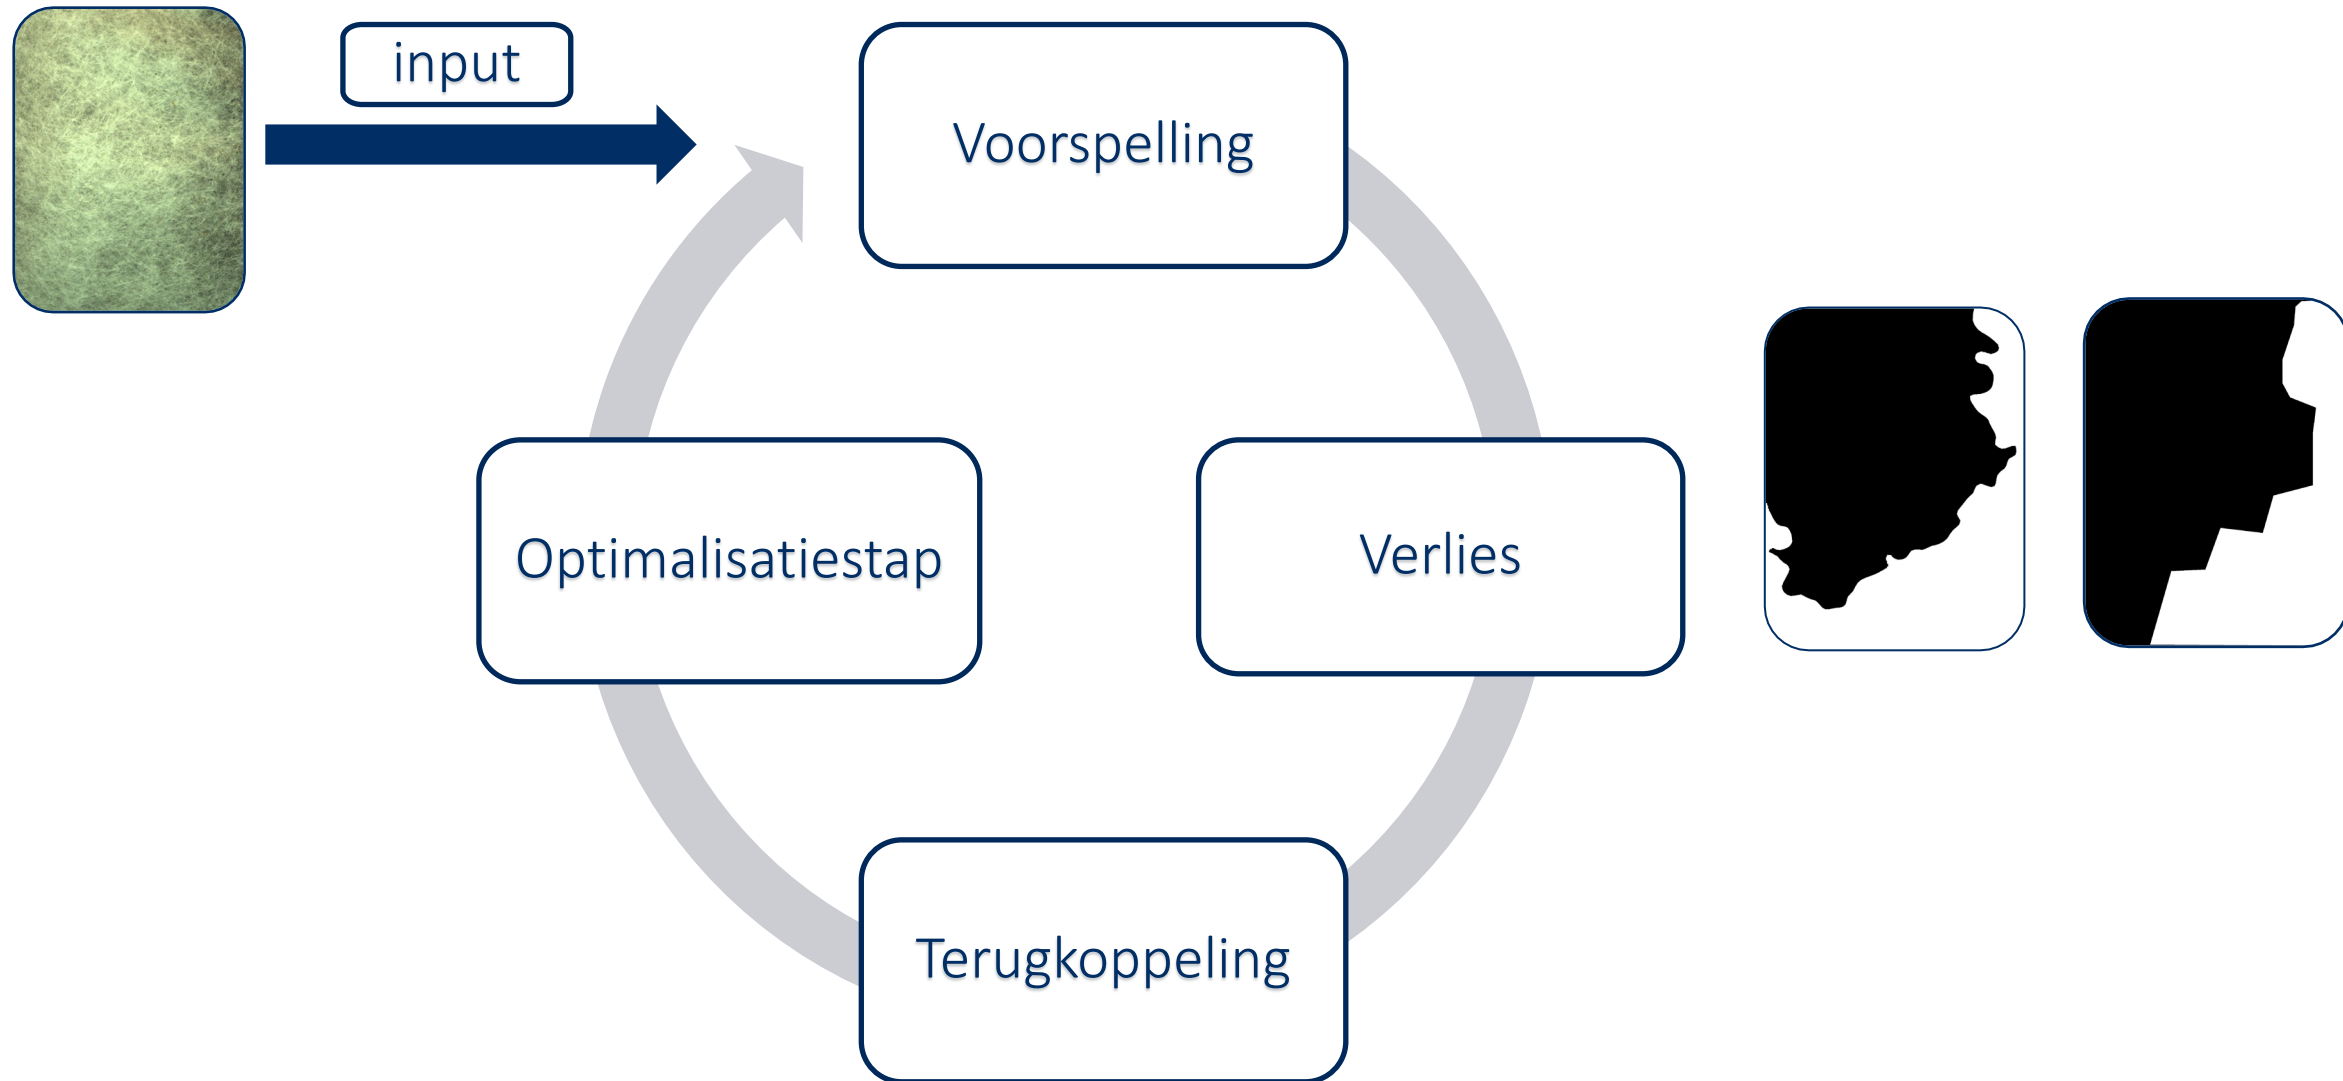 input
Voorspelling
Optimalisatiestap
Verlies
Terugkoppeling